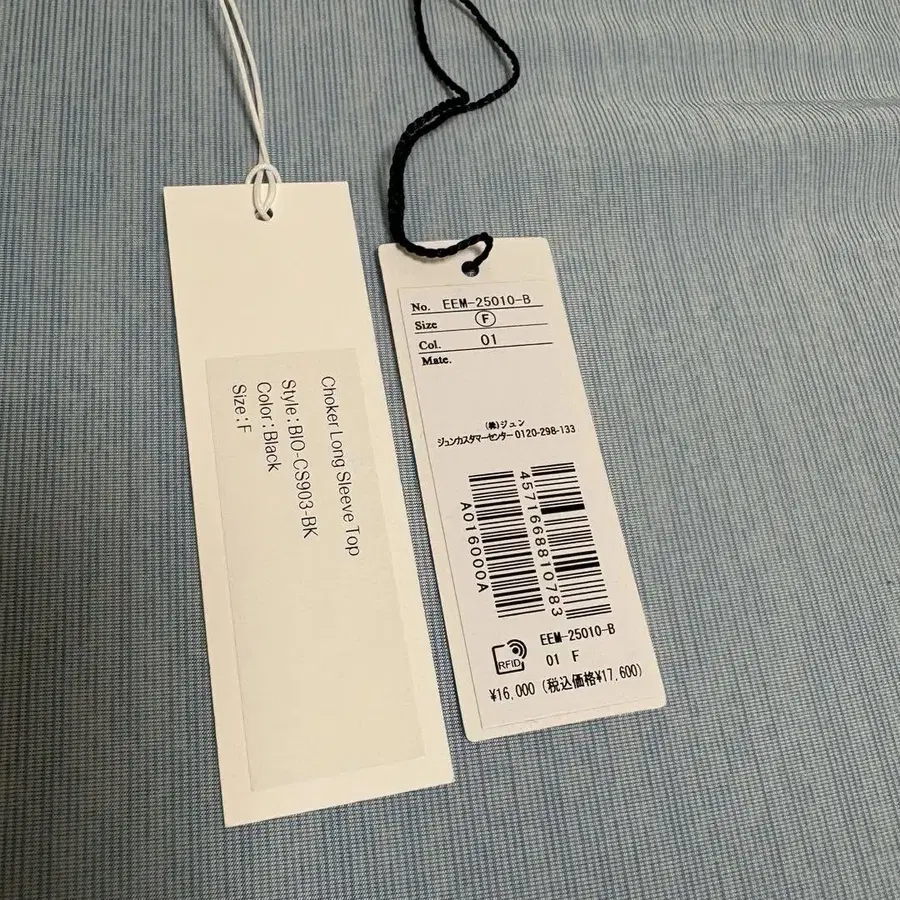 Choker Long Sleeve Top
Style : BIO-CS903-BK
Color : Black
Size : F
No. EEM-25010-B
Size F
Col. 01
Mate.
(株)ジュン
ジュンカスタマーセンター 0120-298-133
4571668810783
A016000A
RFID
EEM-25010-B
01 F
¥16,000 (税込価格¥17,600)